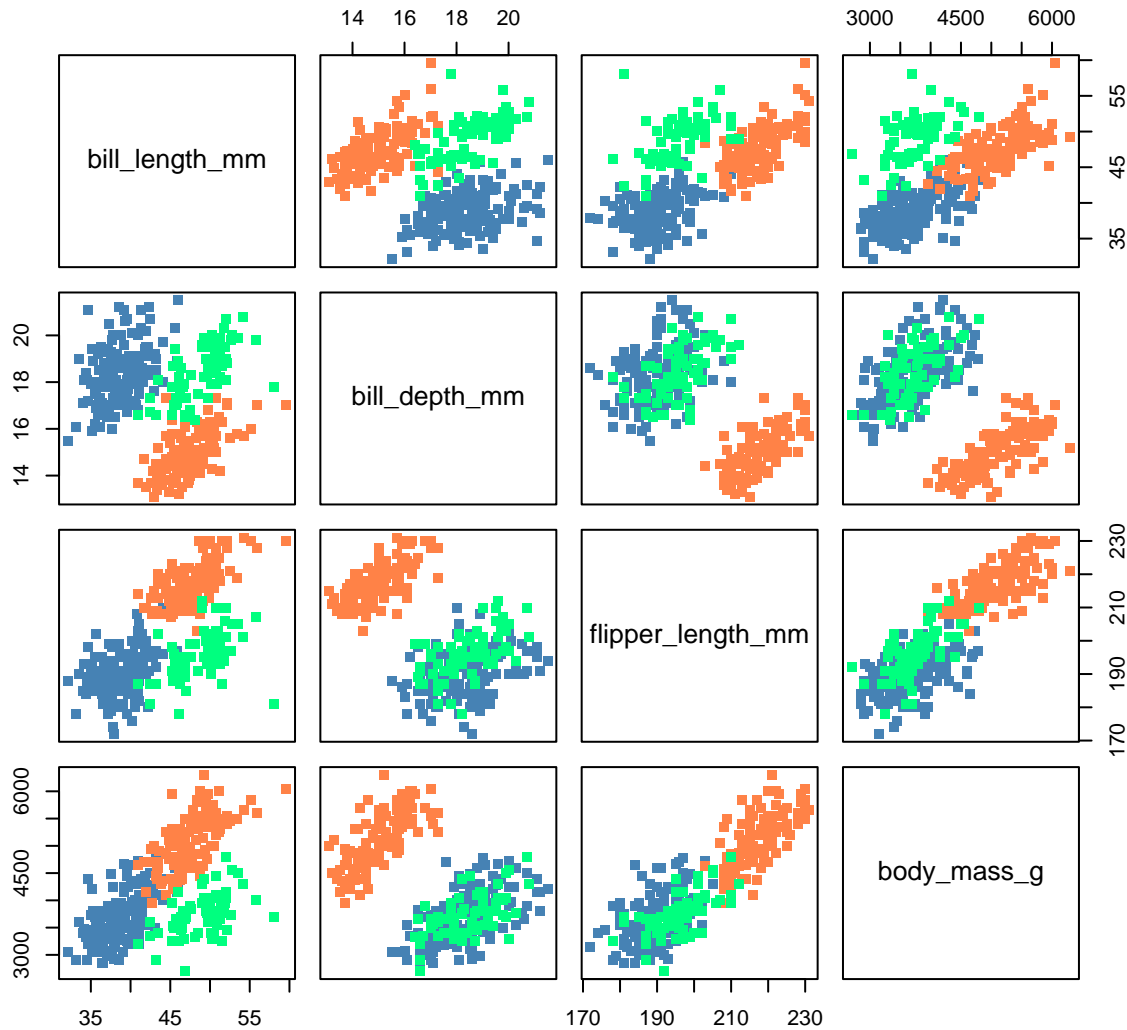 14 16 18 20
3000 4500 6000
bill_length_mm
35 45 55
14 16 18 20
bill_depth_mm
flipper_length_mm
170 190 210 230
3000 4500 6000
body_mass_g
35 45 55
170 190 210 230